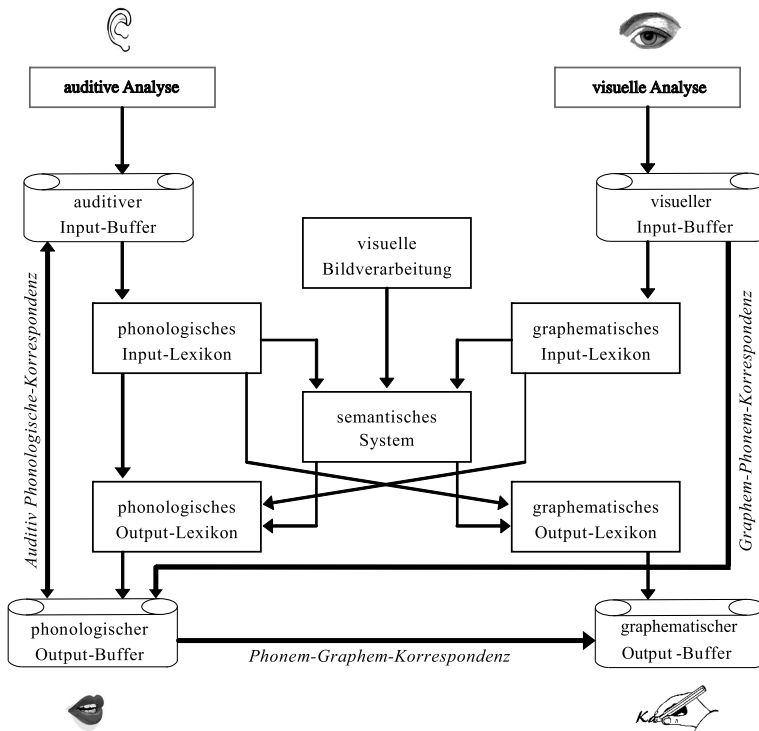 auditive Analyse
visuelle Analyse
auditiver
Input-Buffer
visueller
Input-Buffer
visuelle
Bildverarbeitung
phonologisches
Input-Lexikon
graphematisches
Input-Lexikon
semantisches
System
Auditiv Phonologische-Korrespondenz
Graphem-Phonem-Korrespondenz
phonologisches
Output-Lexikon
graphematisches
Output-Lexikon
phonologischer
Output-Buffer
graphematischer
Output -Buffer
Phonem-Graphem-Korrespondenz